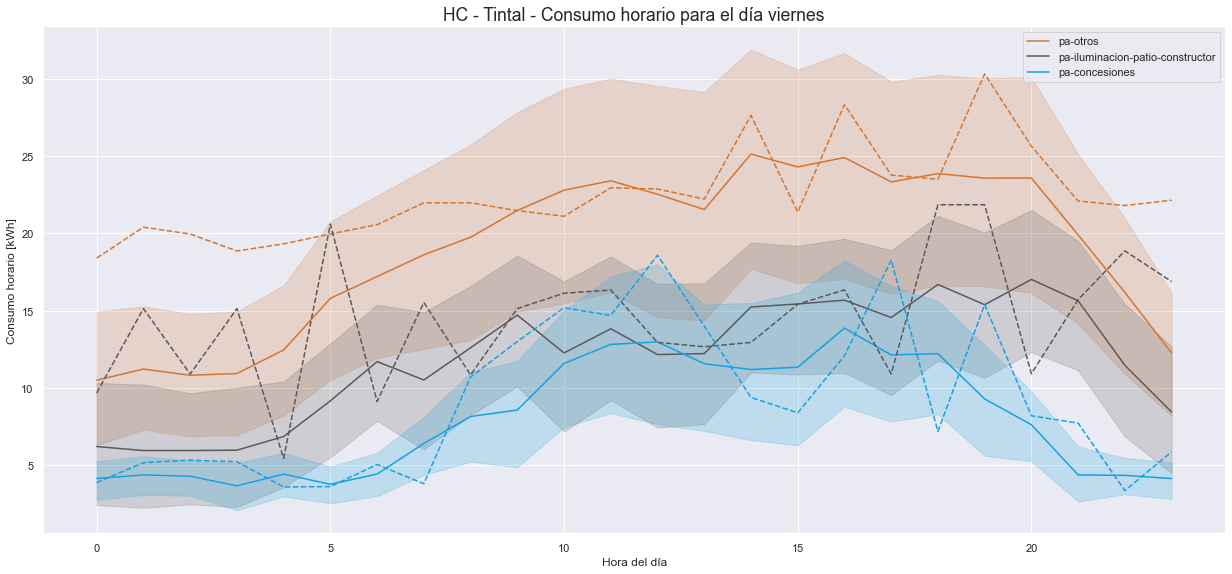 HC - Tintal - Consumo horario para el día viernes
pa-otros
pa-iluminacion-patio-constructor
pa-concesiones
30
25
20
15
10
5
Consumo horario [kWh]
0
5
10
15
20
Hora del día